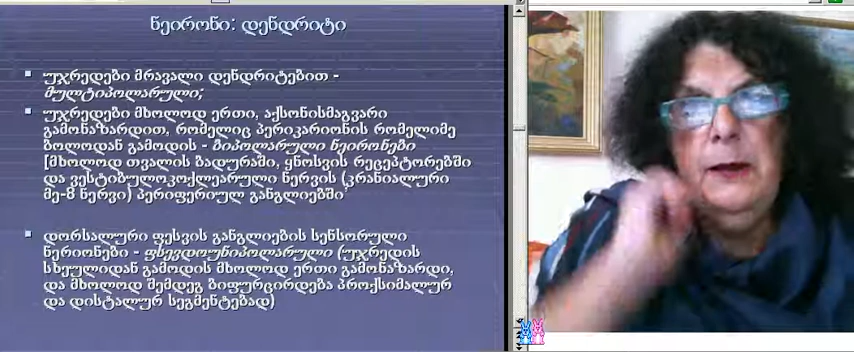 ნეირონი: დენდრიტი
უჯრედები მრავალი დენდრიტებით -
მულტიპოლარული;
უჯრედები მხოლოდ ერთი, აქსონისმაგვარი
გამონაზარდით, რომელიც პერიკარიონის რომელიმე
ბოლოდან გამოდის - ბიპოლარული ნეირონები
[მხოლოდ თვალის ბადურაში, ყნოსვის რეცეპტორებში
და ვესტიბულოკოქლეარული ნერვის (კრანიალური
მე-8 ნერვი) პერიფერიულ განგლიებში
დორსალური ფესვის განგლიების სენსორული
ნერიონები - ფსევდოუნიპოლარული (უჯრედის
სხეულიდან გამოდის მხოლოდ ერთი გამონაზარდი,
და მხოლოდ შემდეგ ბიფურცირდება პროქსიმალურ
და დისტალურ სეგმენტებად)